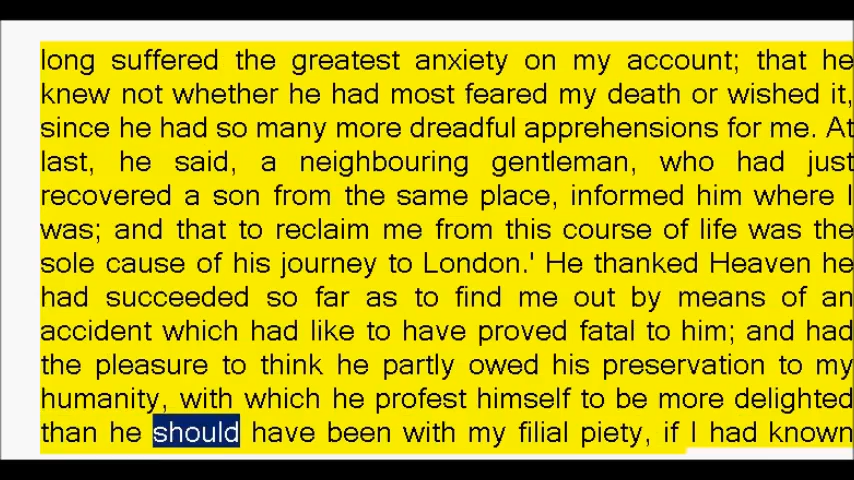 long suffered the greatest anxiety on my account; that he
knew not whether he had most feared my death or wished it,
since he had so many more dreadful apprehensions for me. At
last, he said, a neighbouring gentleman, who had just
recovered a son from the same place, informed him where I
was; and that to reclaim me from this course of life was the
sole cause of his journey to London.' He thanked Heaven he
had succeeded so far as to find me out by means of an
accident which had like to have proved fatal to him; and had
the pleasure to think he partly owed his preservation to my
humanity, with which he profest himself to be more delighted
than he should have been with my filial piety, if I had known